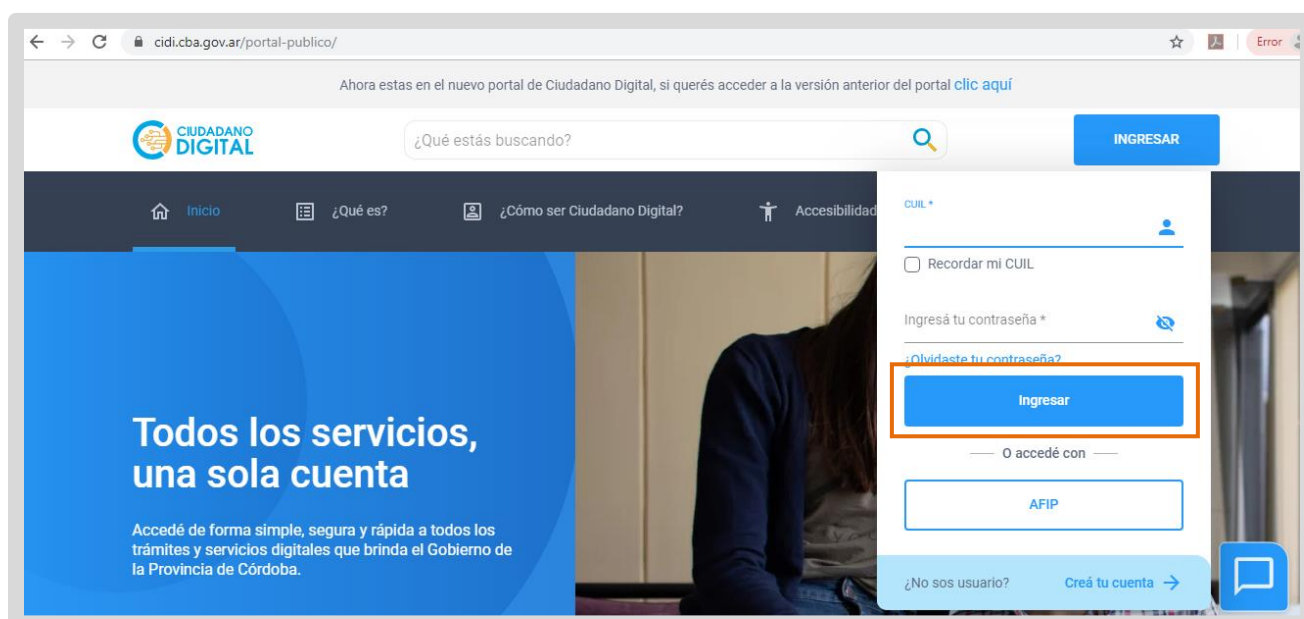 cidi.cba.gov.ar/portal-publico/
Error
Ahora estas en el nuevo portal de Ciudadano Digital, si querés acceder a la versión anterior del portal clic aquí
CIUDADANO
DIGITAL
¿Qué estás buscando?
INGRESAR
Inicio
¿Qué es?
¿Cómo ser Ciudadano Digital?
Accesibilidad
CUIL *
Recordar mi CUIL
Ingresá tu contraseña *
¿Olvidaste tu contraseña?
Ingresar
O accedé con
AFIP
¿No sos usuario?
Creá tu cuenta
Todos los servicios,
una sola cuenta
Accedé de forma simple, segura y rápida a todos los
trámites y servicios digitales que brinda el Gobierno de
la Provincia de Córdoba.